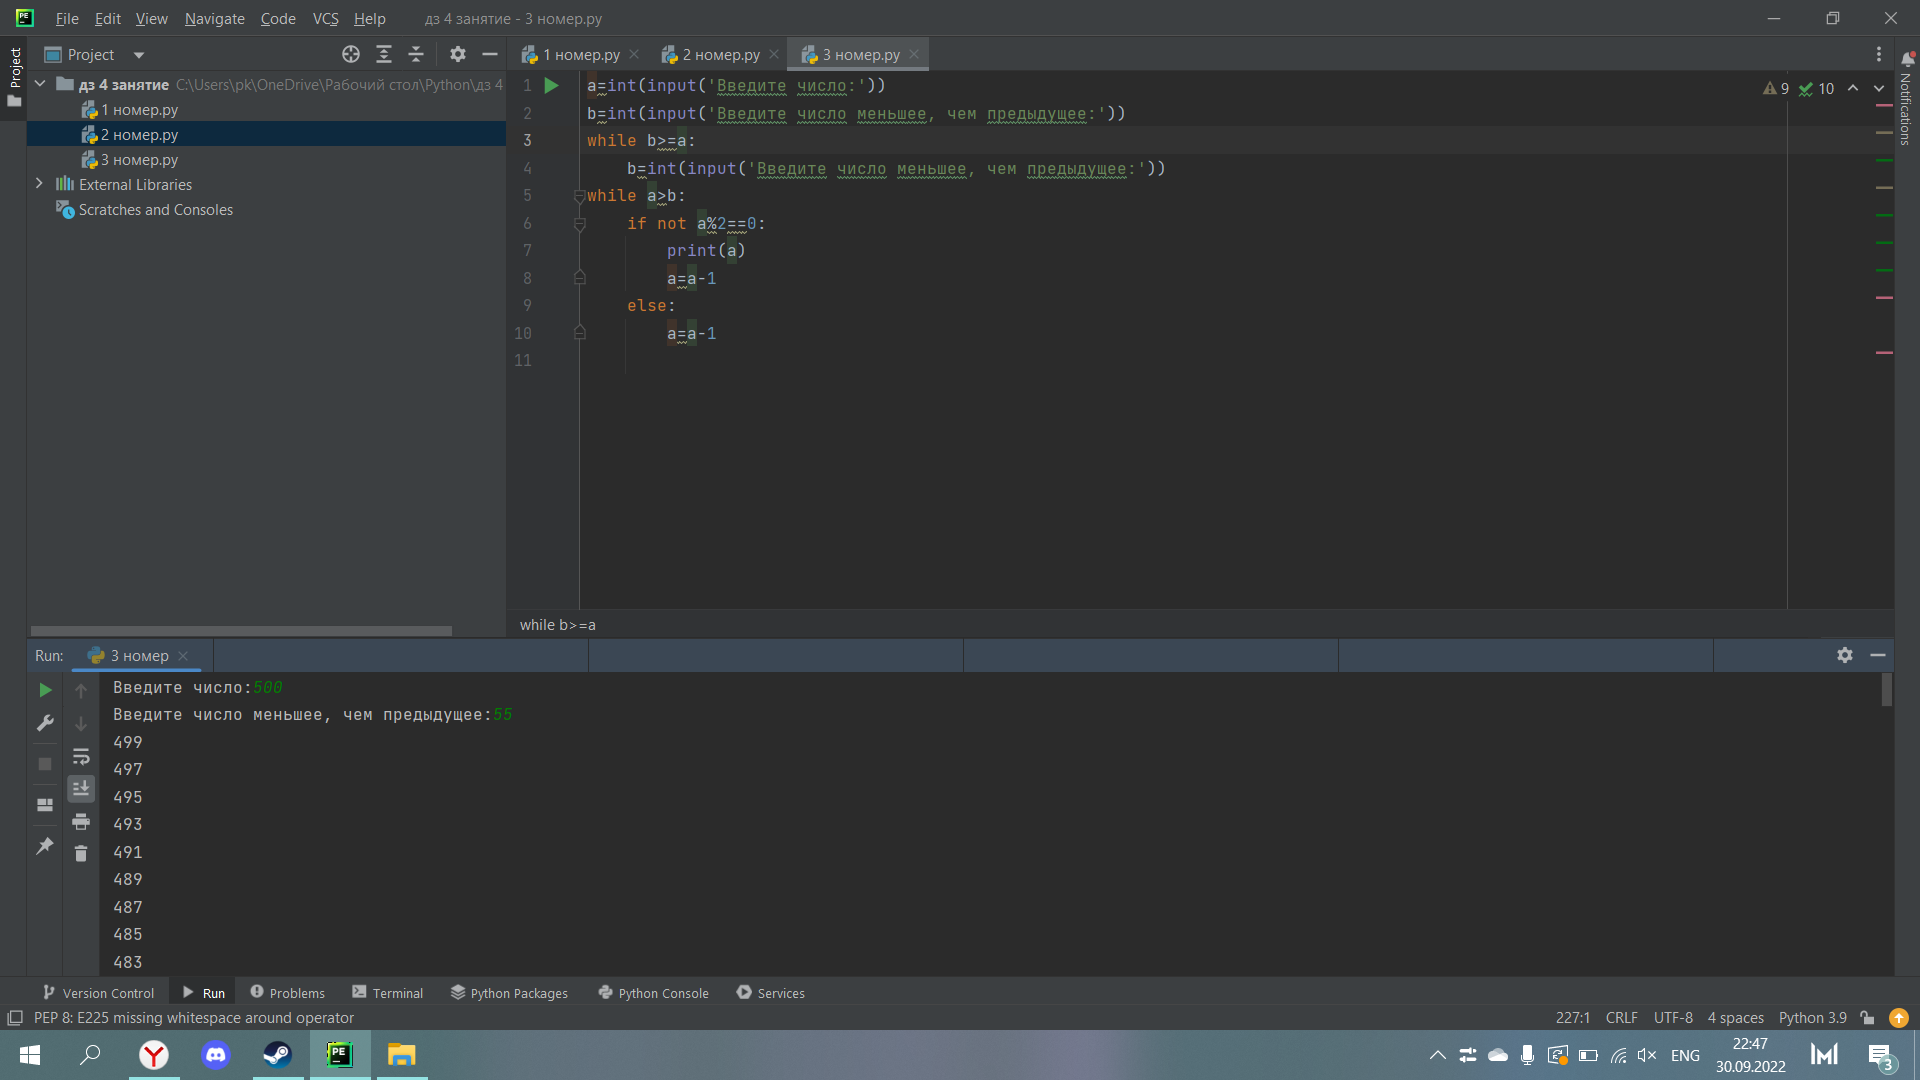 File Edit View Navigate Code VCS Help дз 4 занятие - 3 номер.py
Project
Project
1 номер.py
2 номер.py
3 номер.py
дз 4 занятие C:\Users\pk\OneDrive\Рабочий стол\Python\дз 4
1 номер.py
2 номер.py
3 номер.py
External Libraries
Scratches and Consoles
1 a=int(input('Введите число:'))
2 b=int(input('Введите число меньшее, чем предыдущее:'))
3 while b>=a:
4 b=int(input('Введите число меньшее, чем предыдущее:'))
5 while a>b:
6 if not a%2==0:
7 print(a)
8 a=a-1
9 else:
10 a=a-1
11
9 10
Notifications
while b>=a
Run: 3 номер
Введите число:500
Введите число меньшее, чем предыдущее:55
499
497
495
493
491
489
487
485
483
Version Control Run Problems Terminal Python Packages Python Console Services
PEP 8: E225 missing whitespace around operator
227:1 CRLF UTF-8 4 spaces Python 3.9
PE
ENG
22:47
30.09.2022
3